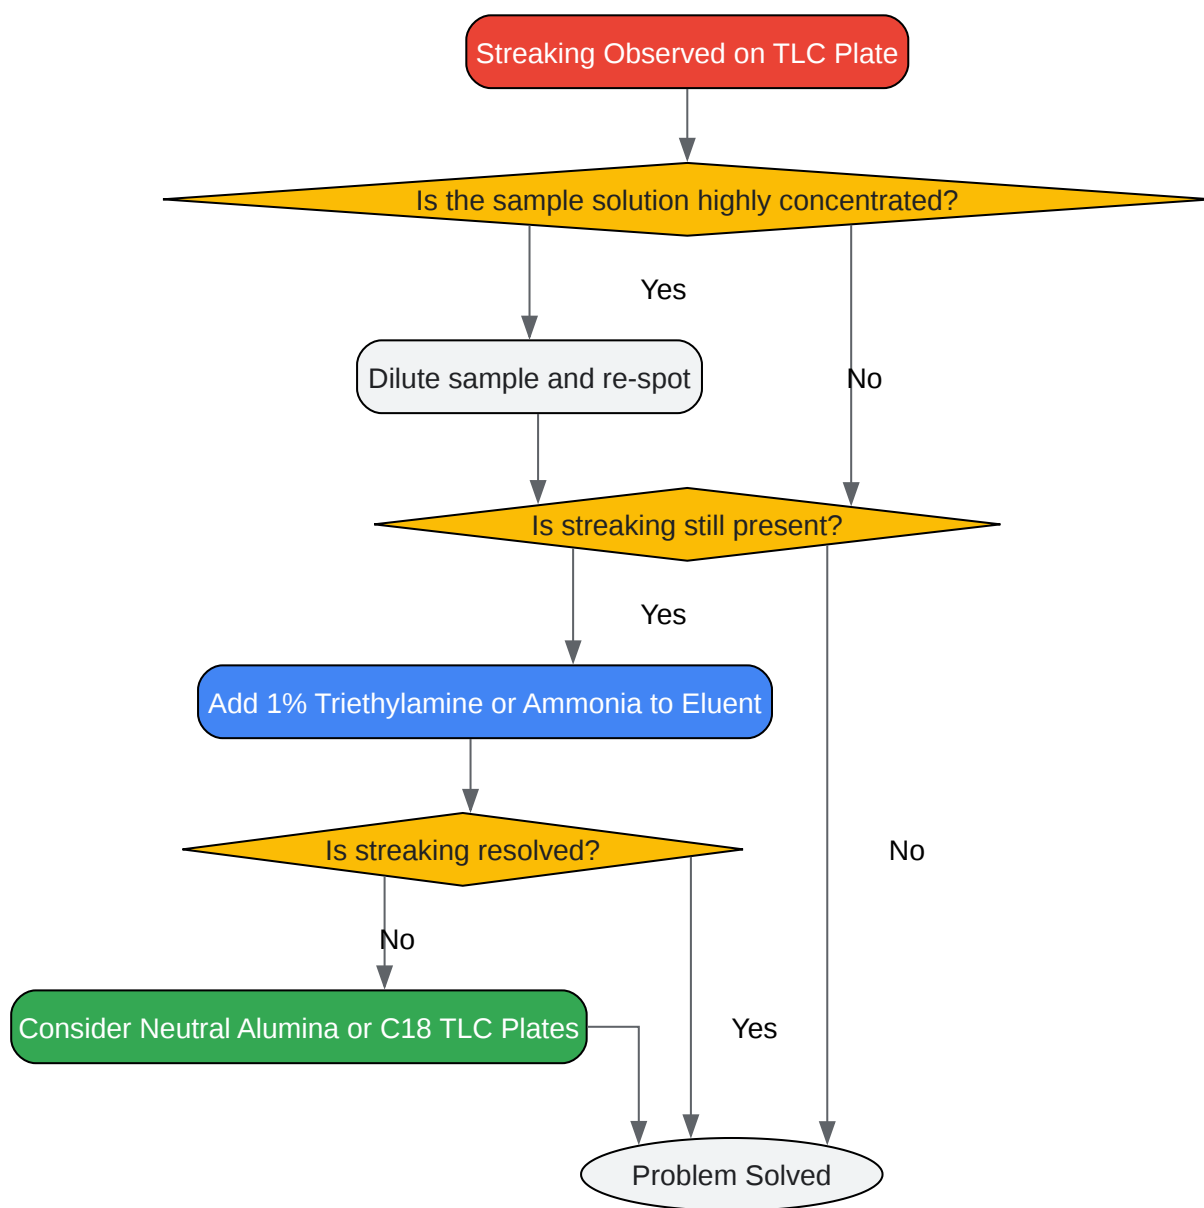 Streaking Observed on TLC Plate
Is the sample solution highly concentrated?
Yes
Dilute sample and re-spot
No
Is streaking still present?
Yes
Add 1% Triethylamine or Ammonia to Eluent
Is streaking resolved?
No
No
Consider Neutral Alumina or C18 TLC Plates
Yes
Problem Solved